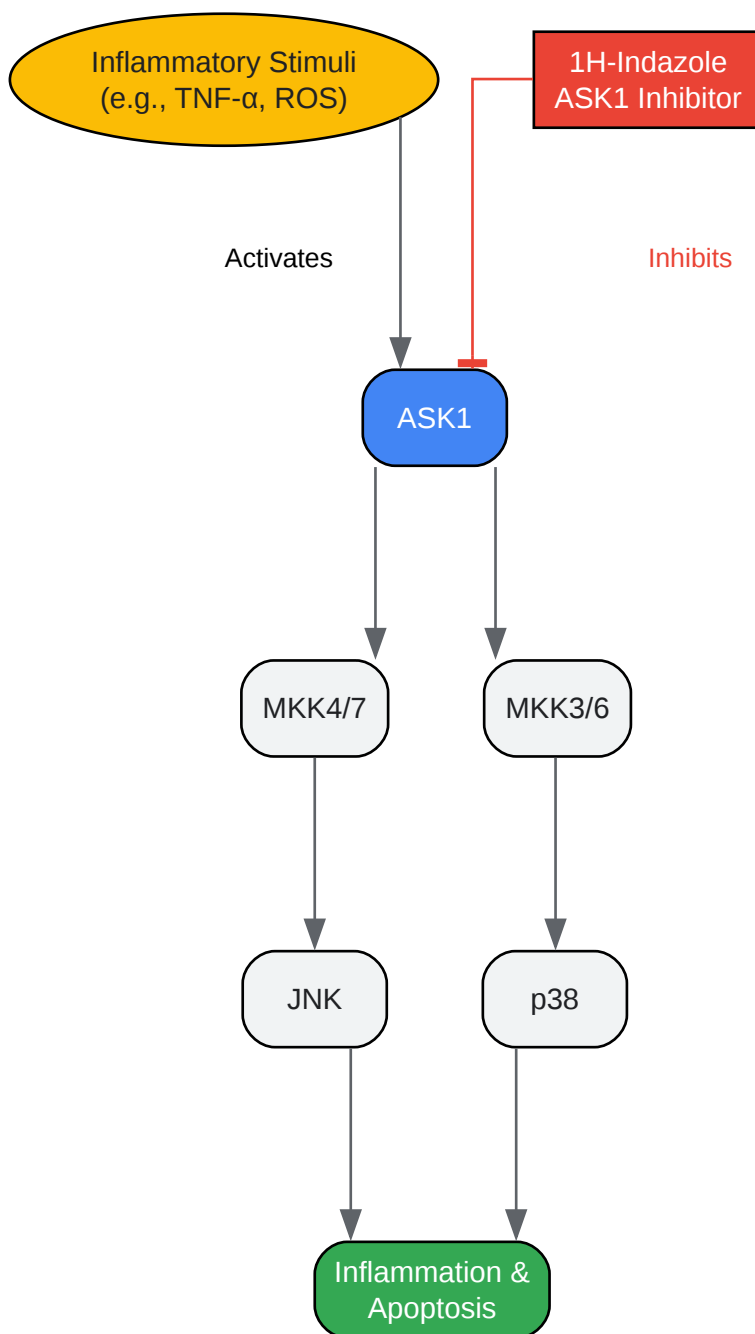 Inflammatory Stimuli
(e.g., TNF-α, ROS)
1H-Indazole
ASK1 Inhibitor
Activates
Inhibits
ASK1
MKK4/7
MKK3/6
JNK
p38
Inflammation &
Apoptosis